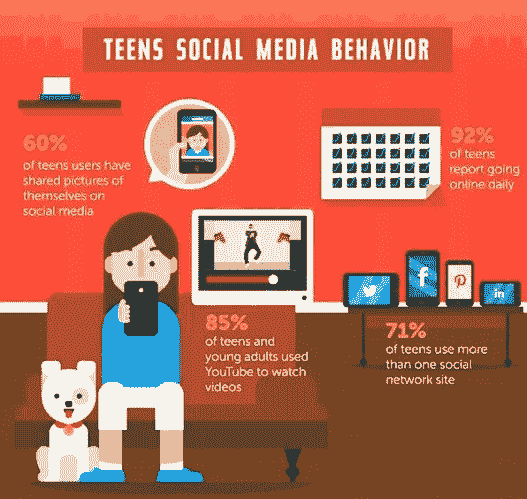 TEENS SOCIAL MEDIA BEHAVIOR
60%
of teens users have
shared pictures of
themselves on
social media
92%
of teens
report going
online daily
85%
of teens and
young adults used
YouTube to watch
videos
71%
of teens use more
than one social
network site
f
in